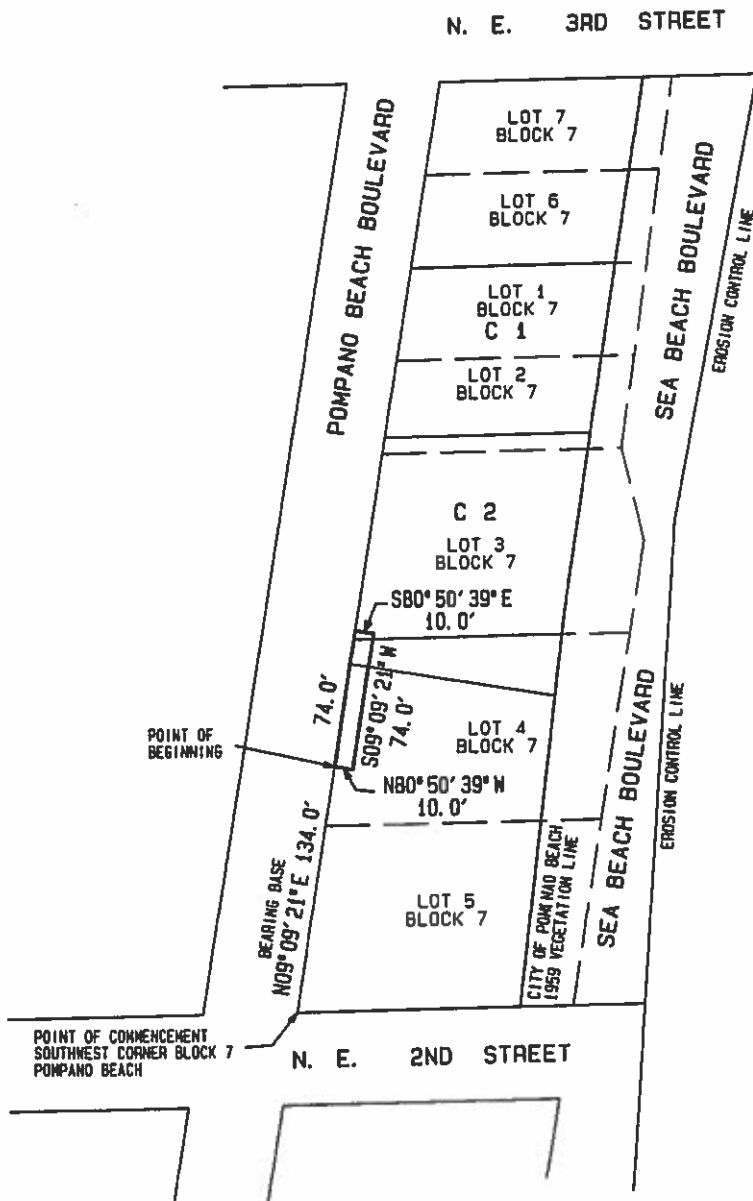 N. E. 3RD STREET
POMPANO BEACH BOULEVARD
LOT 7
BLOCK 7
LOT 6
BLOCK 7
LOT 1
BLOCK 7
C 1
LOT 2
BLOCK 7
SEA BEACH BOULEVARD
EROSION CONTROL LINE
C 2
LOT 3
BLOCK 7
S80°50'39"E
10.0'
74.0'
S09°09'21"W
74.0'
POINT OF
BEGINNING
LOT 4
BLOCK 7
N80°50'39"W
10.0'
SEA BEACH BOULEVARD
EROSION CONTROL LINE
BEARING BASE
N09°09'21"E 134.0'
LOT 5
BLOCK 7
CITY OF POMPANO BEACH
1959 VEGETATION LINE
POINT OF COMMENCEMENT
SOUTHWEST CORNER BLOCK 7
POMPANO BEACH
N. E. 2ND STREET